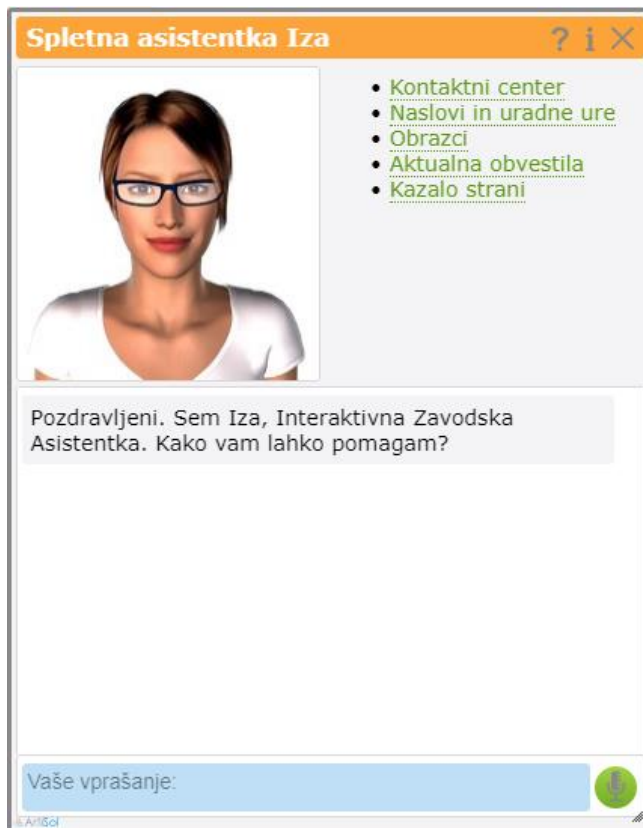 Spletna asistentka Iza ? i
Kontaktni center
Naslovi in uradne ure
Obrazci
Aktualna obvestila
Kazalo strani
Pozdravljeni. Sem Iza, Interaktivna Zavodska
Asistentka. Kako vam lahko pomagam?
Vaše vprašanje:
© ArtiSol